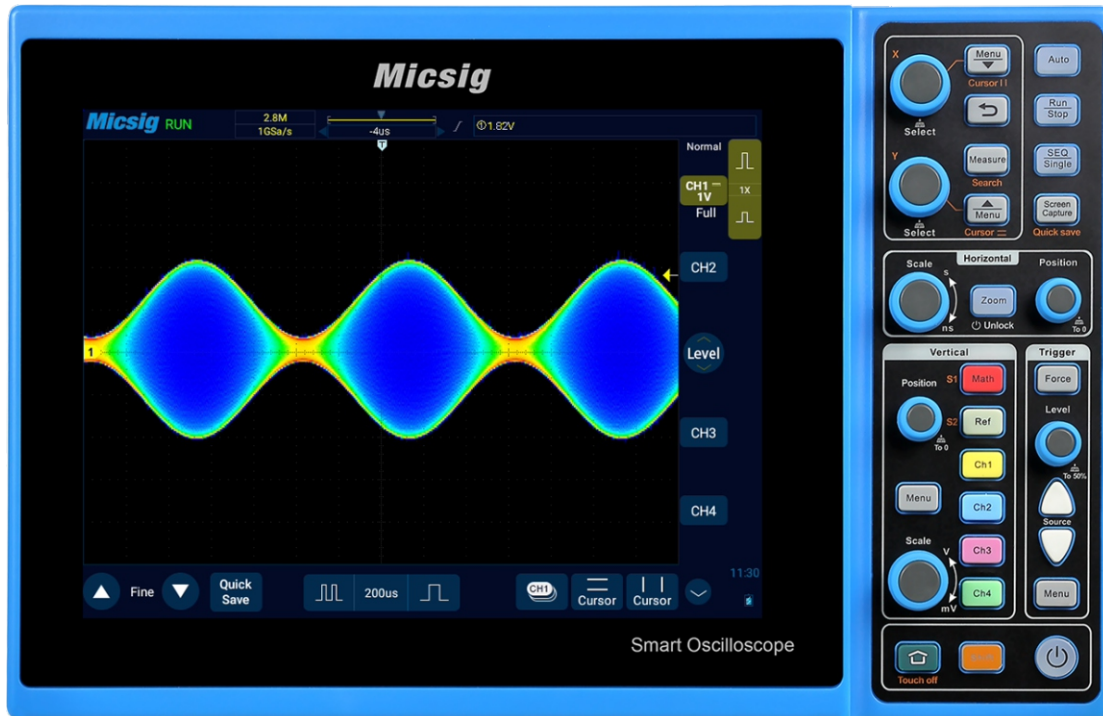 Micsig
Micsig RUN
2.8M
1GSa/s
-4us
1 1.82V
T
Normal
CH1
1V
Full
1X
CH2
Level
CH3
CH4
1
Fine
Quick
Save
200us
CH1
Cursor
Cursor
11:30
Smart Oscilloscope
X
Select
Menu
Cursor
Auto
Run
Stop
Y
Select
Measure
Search
SEQ
Single
Menu
Cursor
Screen
Capture
Quick save
Horizontal
Scale
s
ns
Zoom
Unlock
Position
To 0
Vertical
Position
To 0
S1
Math
S2
Ref
Ch1
Menu
Ch2
Scale
V
mV
Ch3
Ch4
Trigger
Force
Level
To 50%
Source
Menu
Touch off